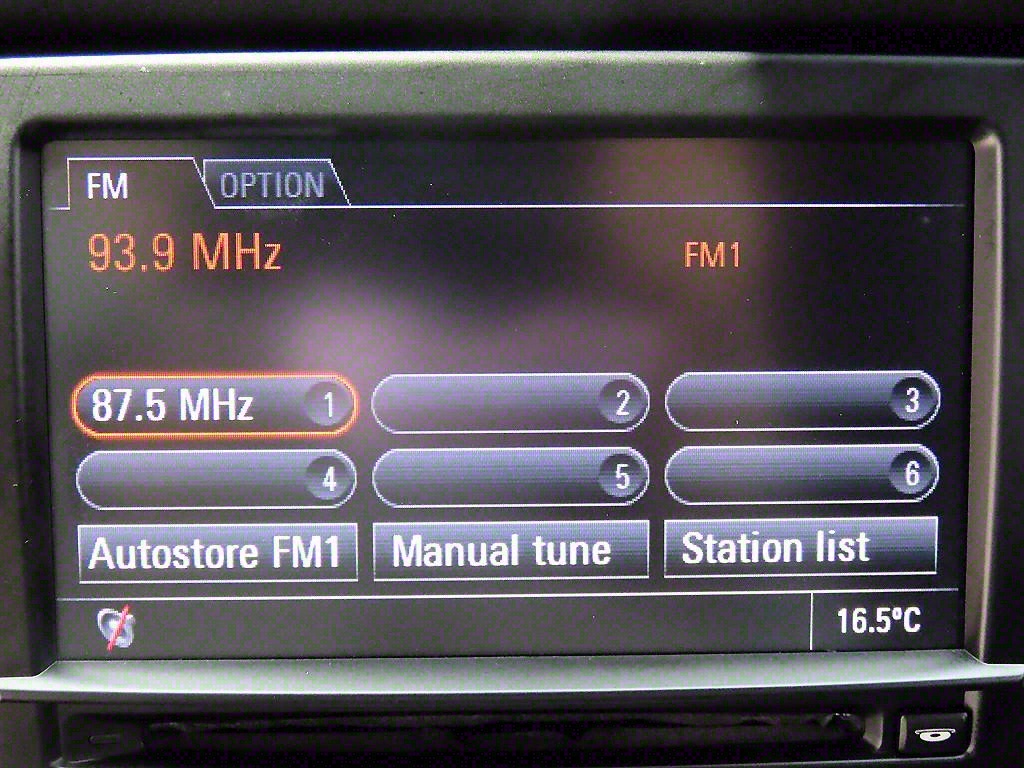 FM OPTION
93.9 MHz FM1
87.5 MHz 1 2 3
4 5 6
Autostore FM1 Manual tune Station list
16.5ºC